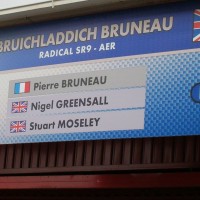 BRUICHLADDICH BRUNEAU
RADICAL SR9 - AER
Pierre BRUNEAU
Nigel GREENSALL
Stuart MOSELEY